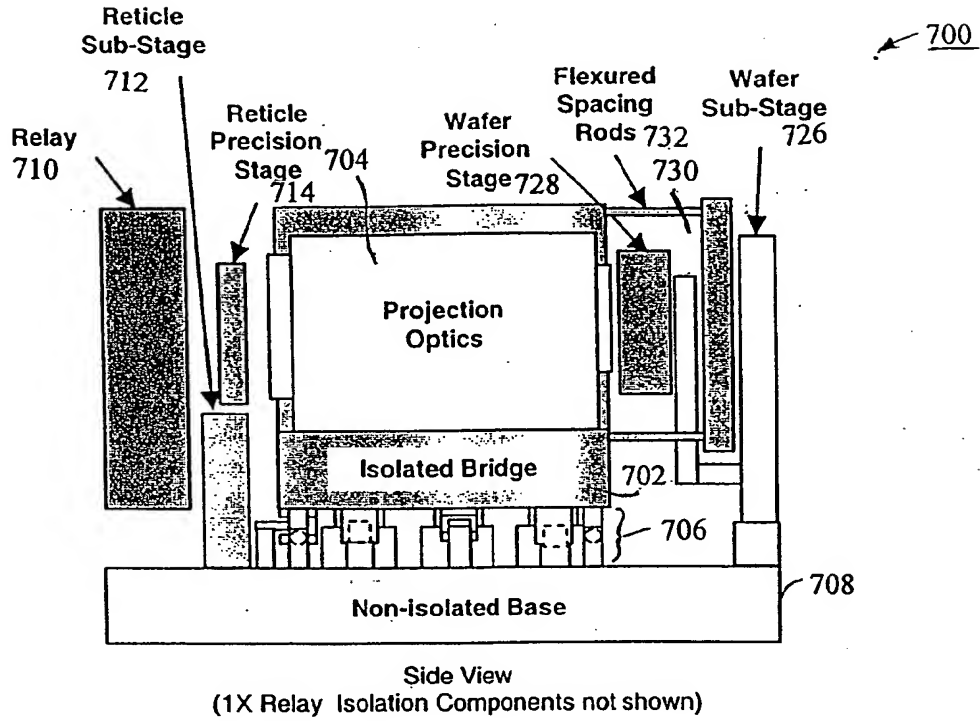 Reticle
Sub-Stage
712
700
Relay
710
Reticle
Precision
Stage
714
704
Wafer
Precision
Stage 728
Flexured
Spacing
Rods 732
730
Wafer
Sub-Stage
726
Projection
Optics
Isolated Bridge
702
706
Non-isolated Base
708
Side View
(1X Relay Isolation Components not shown)